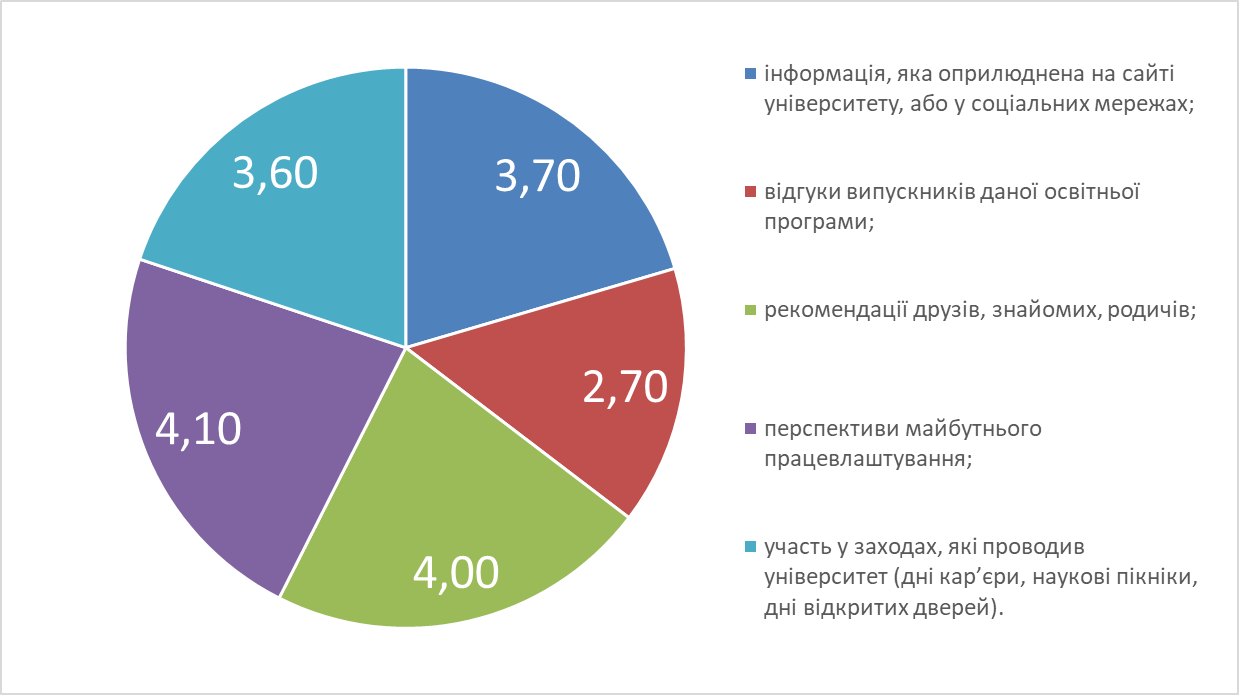 3,60
3,70
2,70
4,10
4,00
інформація, яка оприлюднена на сайті
університету, або у соціальних мережах;
відгуки випускників даної освітньої
програми;
рекомендації друзів, знайомих, родичів;
перспективи майбутнього
працевлаштування;
участь у заходах, які проводив
університет (дні кар’єри, наукові пікніки,
дні відкритих дверей).